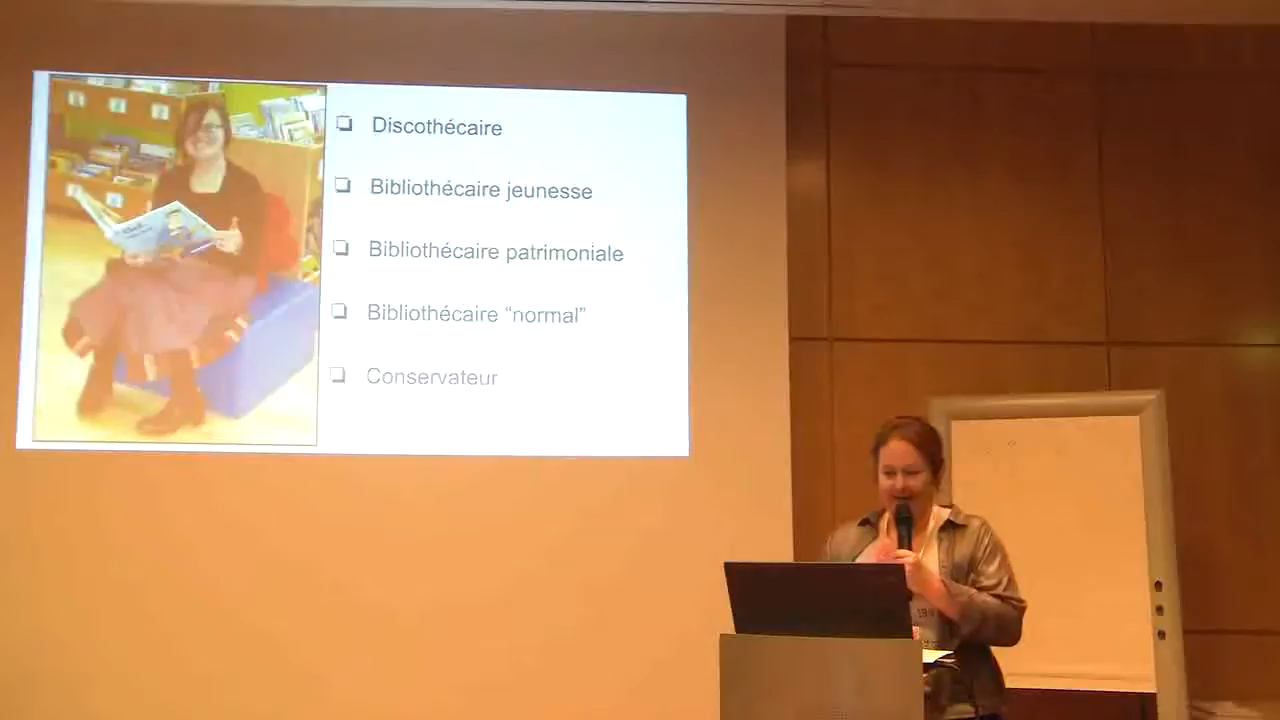 Discothécaire
Bibliothécaire jeunesse
Bibliothécaire patrimoniale
Bibliothécaire “normal”
Conservateur